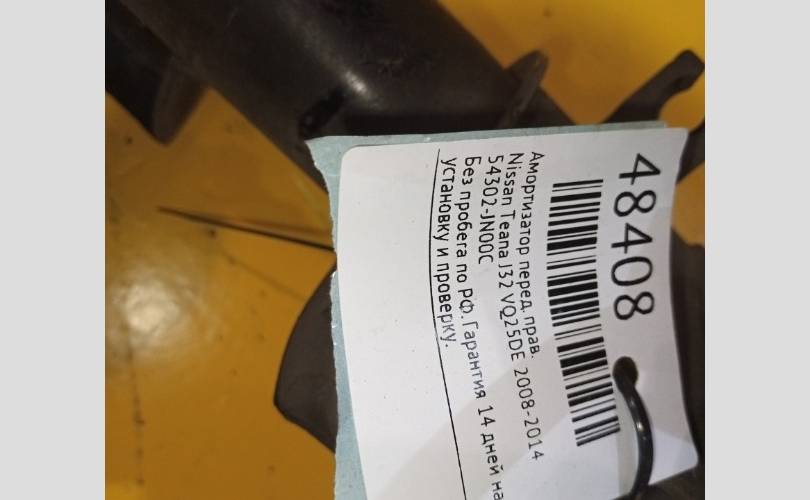 48408
Амортизатор перед. прав.
Nissan Teana J32 VQ25DE 2008-2014
54302-JN00C
Без пробега по РФ. Гарантия 14 дней на
установку и проверку.